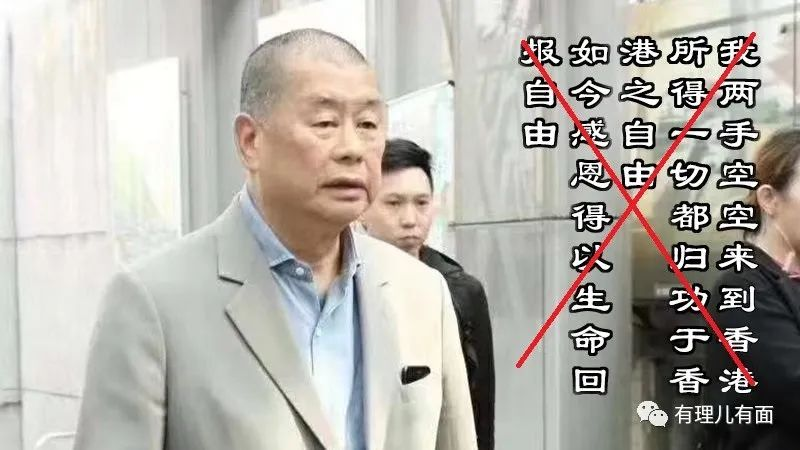 我两手空空来到香港
所得一切都归功于香
港之自由
如今感恩得以生命回
报自由
有理儿有面